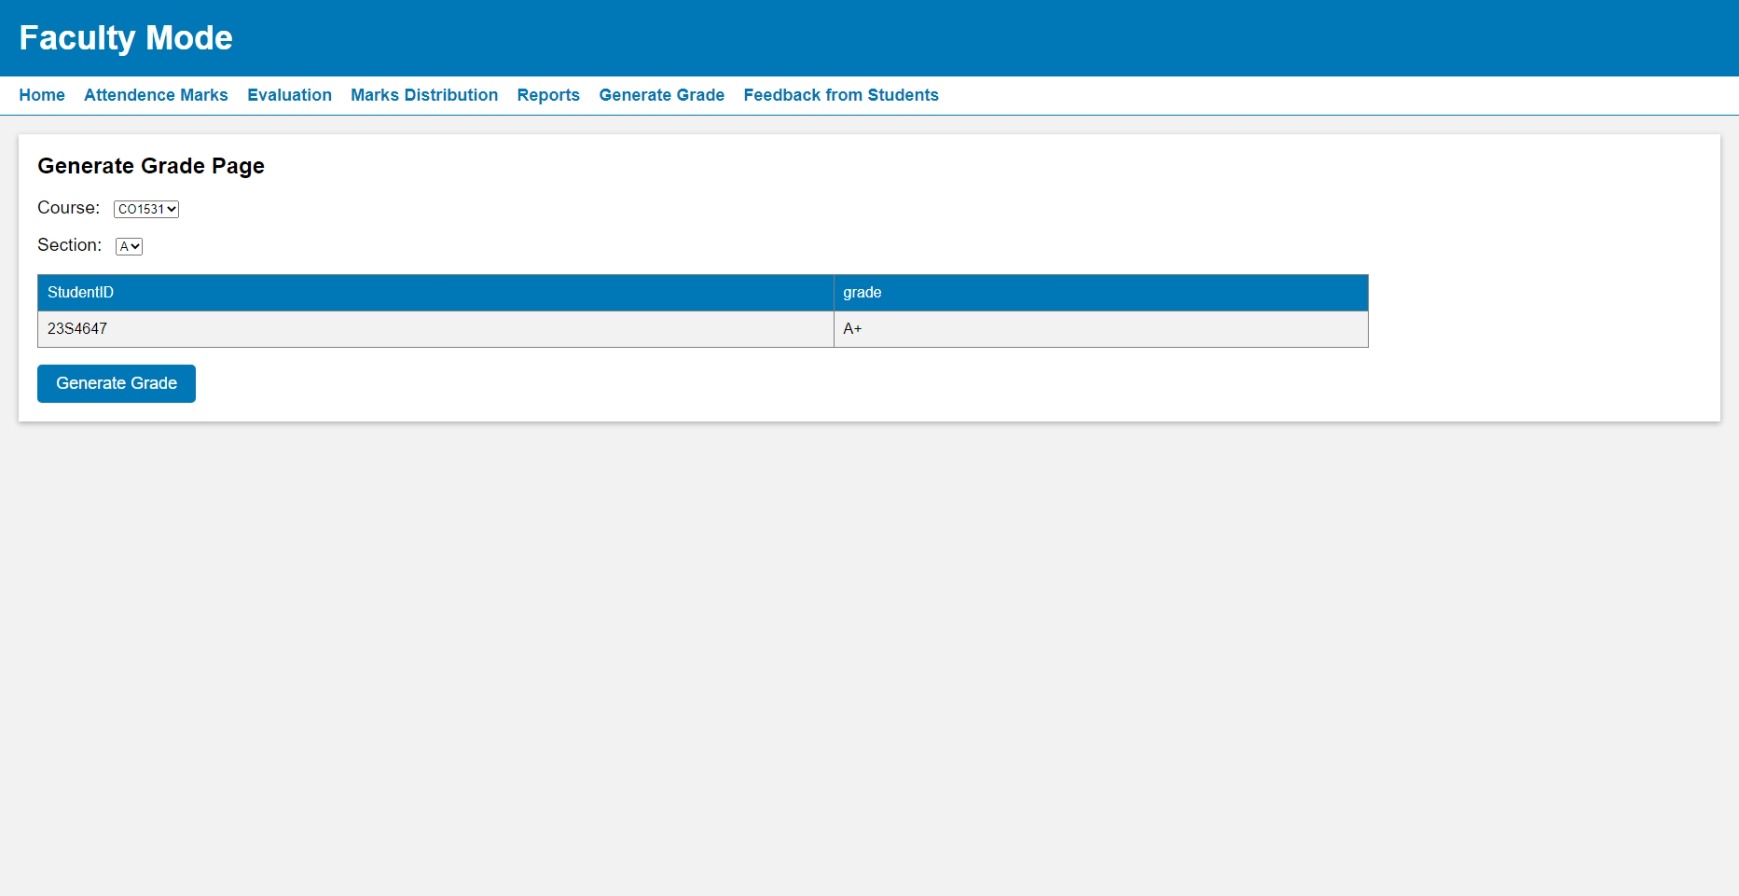 Faculty Mode
Home Attendence Marks Evaluation Marks Distribution Reports Generate Grade Feedback from Students
Generate Grade Page
Course: CO1531
Section: A
StudentID grade
23S4647 A+
Generate Grade